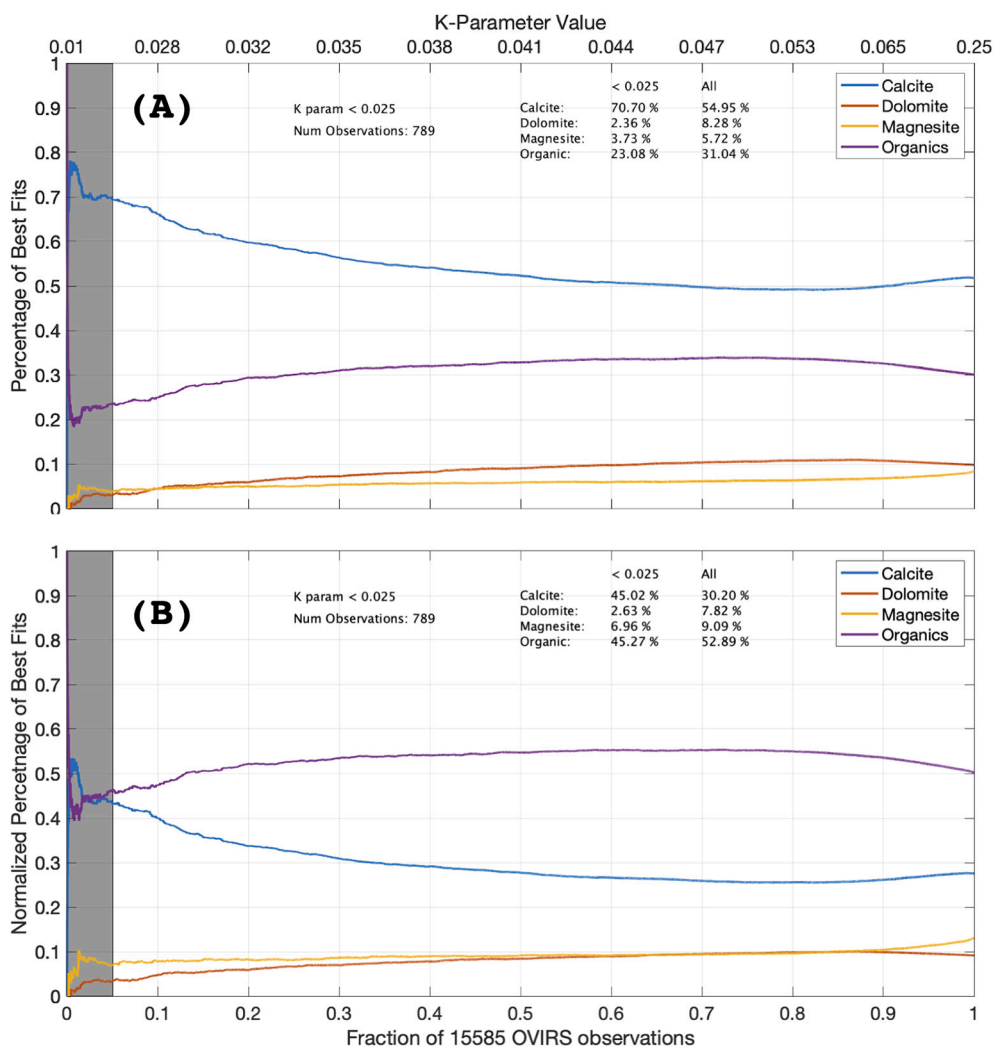 K-Parameter Value
0.01 0.028 0.032 0.035 0.038 0.041 0.044 0.047 0.053 0.065 0.25
(A)
K param < 0.025
Num Observations: 789
< 0.025 All
Calcite: 70.70 % 54.95 %
Dolomite: 2.36 % 8.28 %
Magnesite: 3.73 % 5.72 %
Organic: 23.08 % 31.04 %
Calcite
Dolomite
Magnesite
Organics
Percentage of Best Fits
1
0.9
0.8
0.7
0.6
0.5
0.4
0.3
0.2
0.1
0
(B)
K param < 0.025
Num Observations: 789
< 0.025 All
Calcite: 45.02 % 30.20 %
Dolomite: 2.63 % 7.82 %
Magnesite: 6.96 % 9.09 %
Organic: 45.27 % 52.89 %
Calcite
Dolomite
Magnesite
Organics
Normalized Percetnage of Best Fits
1
0.9
0.8
0.7
0.6
0.5
0.4
0.3
0.2
0.1
0
0 0.1 0.2 0.3 0.4 0.5 0.6 0.7 0.8 0.9 1
Fraction of 15585 OVIRS observations